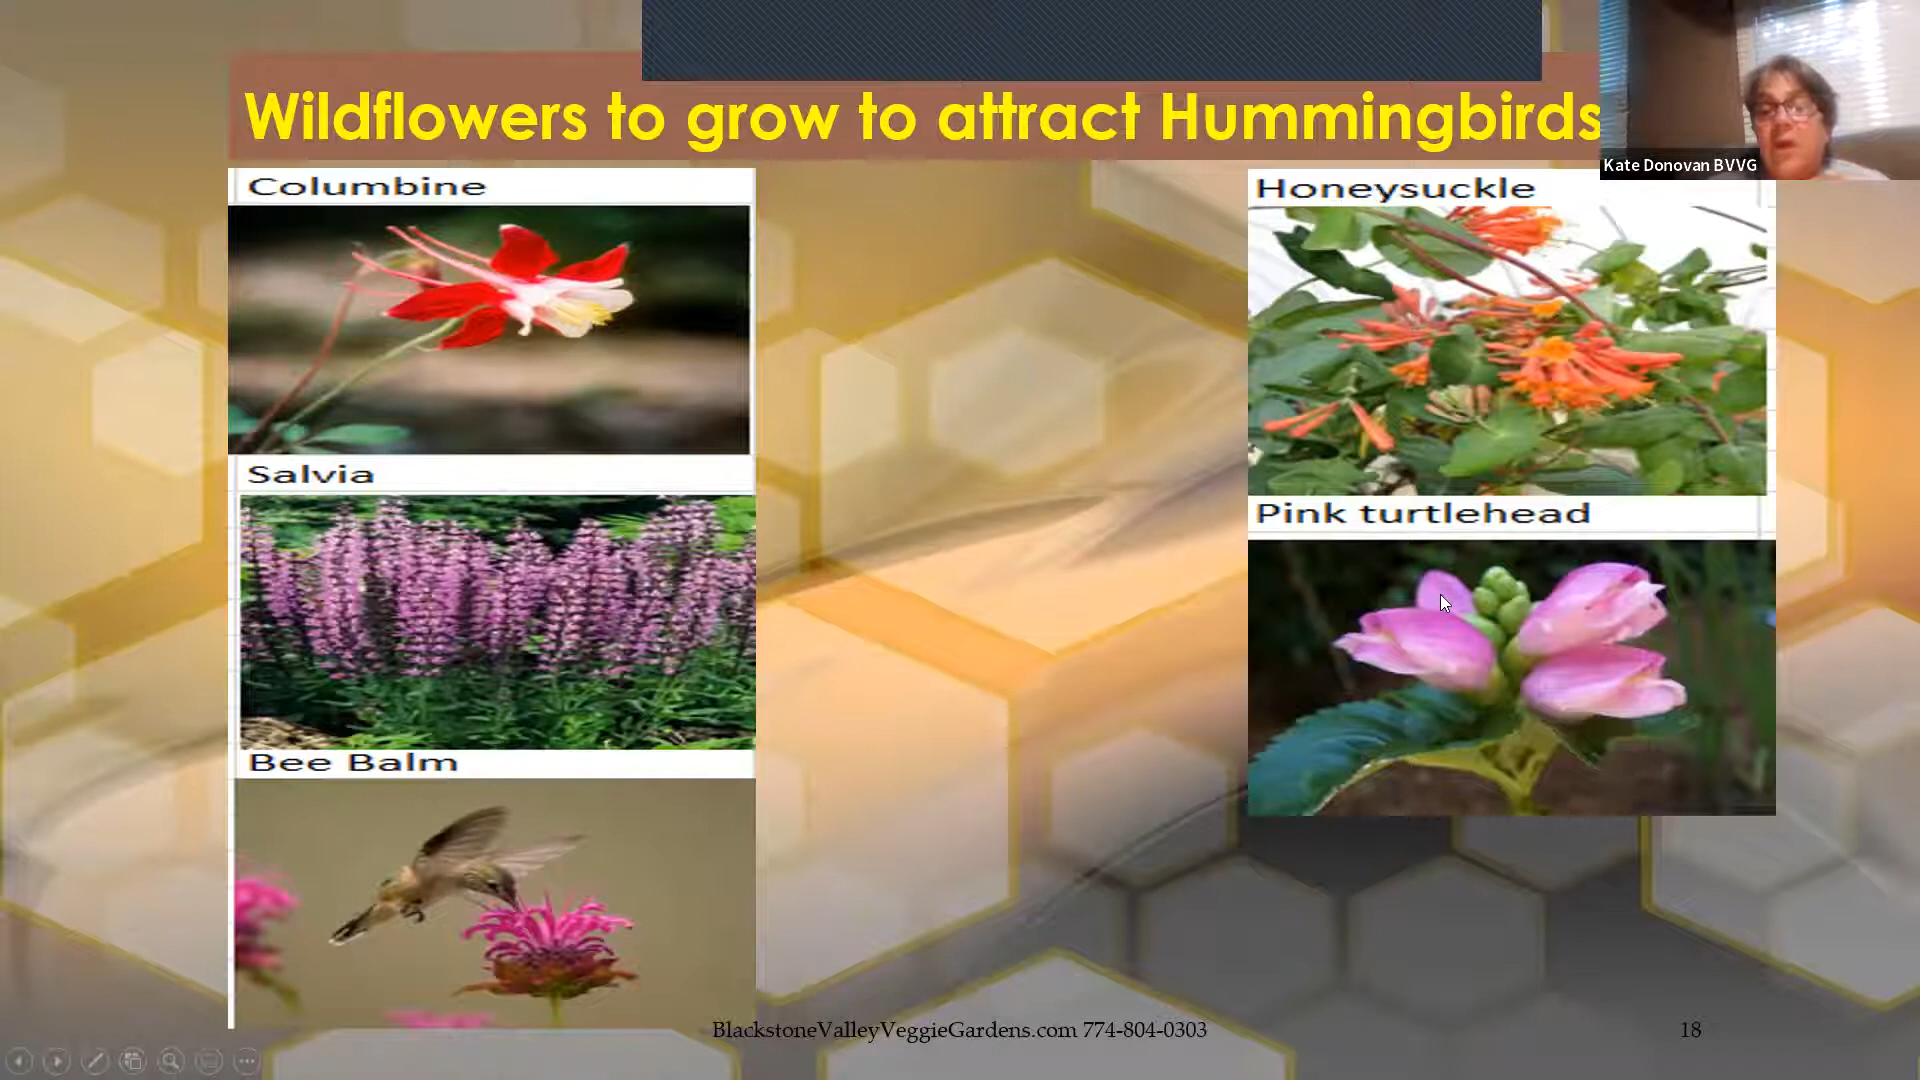 Wildflowers to grow to attract Hummingbirds
Kate Donovan BVVG
Columbine
Honeysuckle
Salvia
Pink turtlehead
Bee Balm
BlackstoneValleyVeggieGardens.com 774-804-0303
18